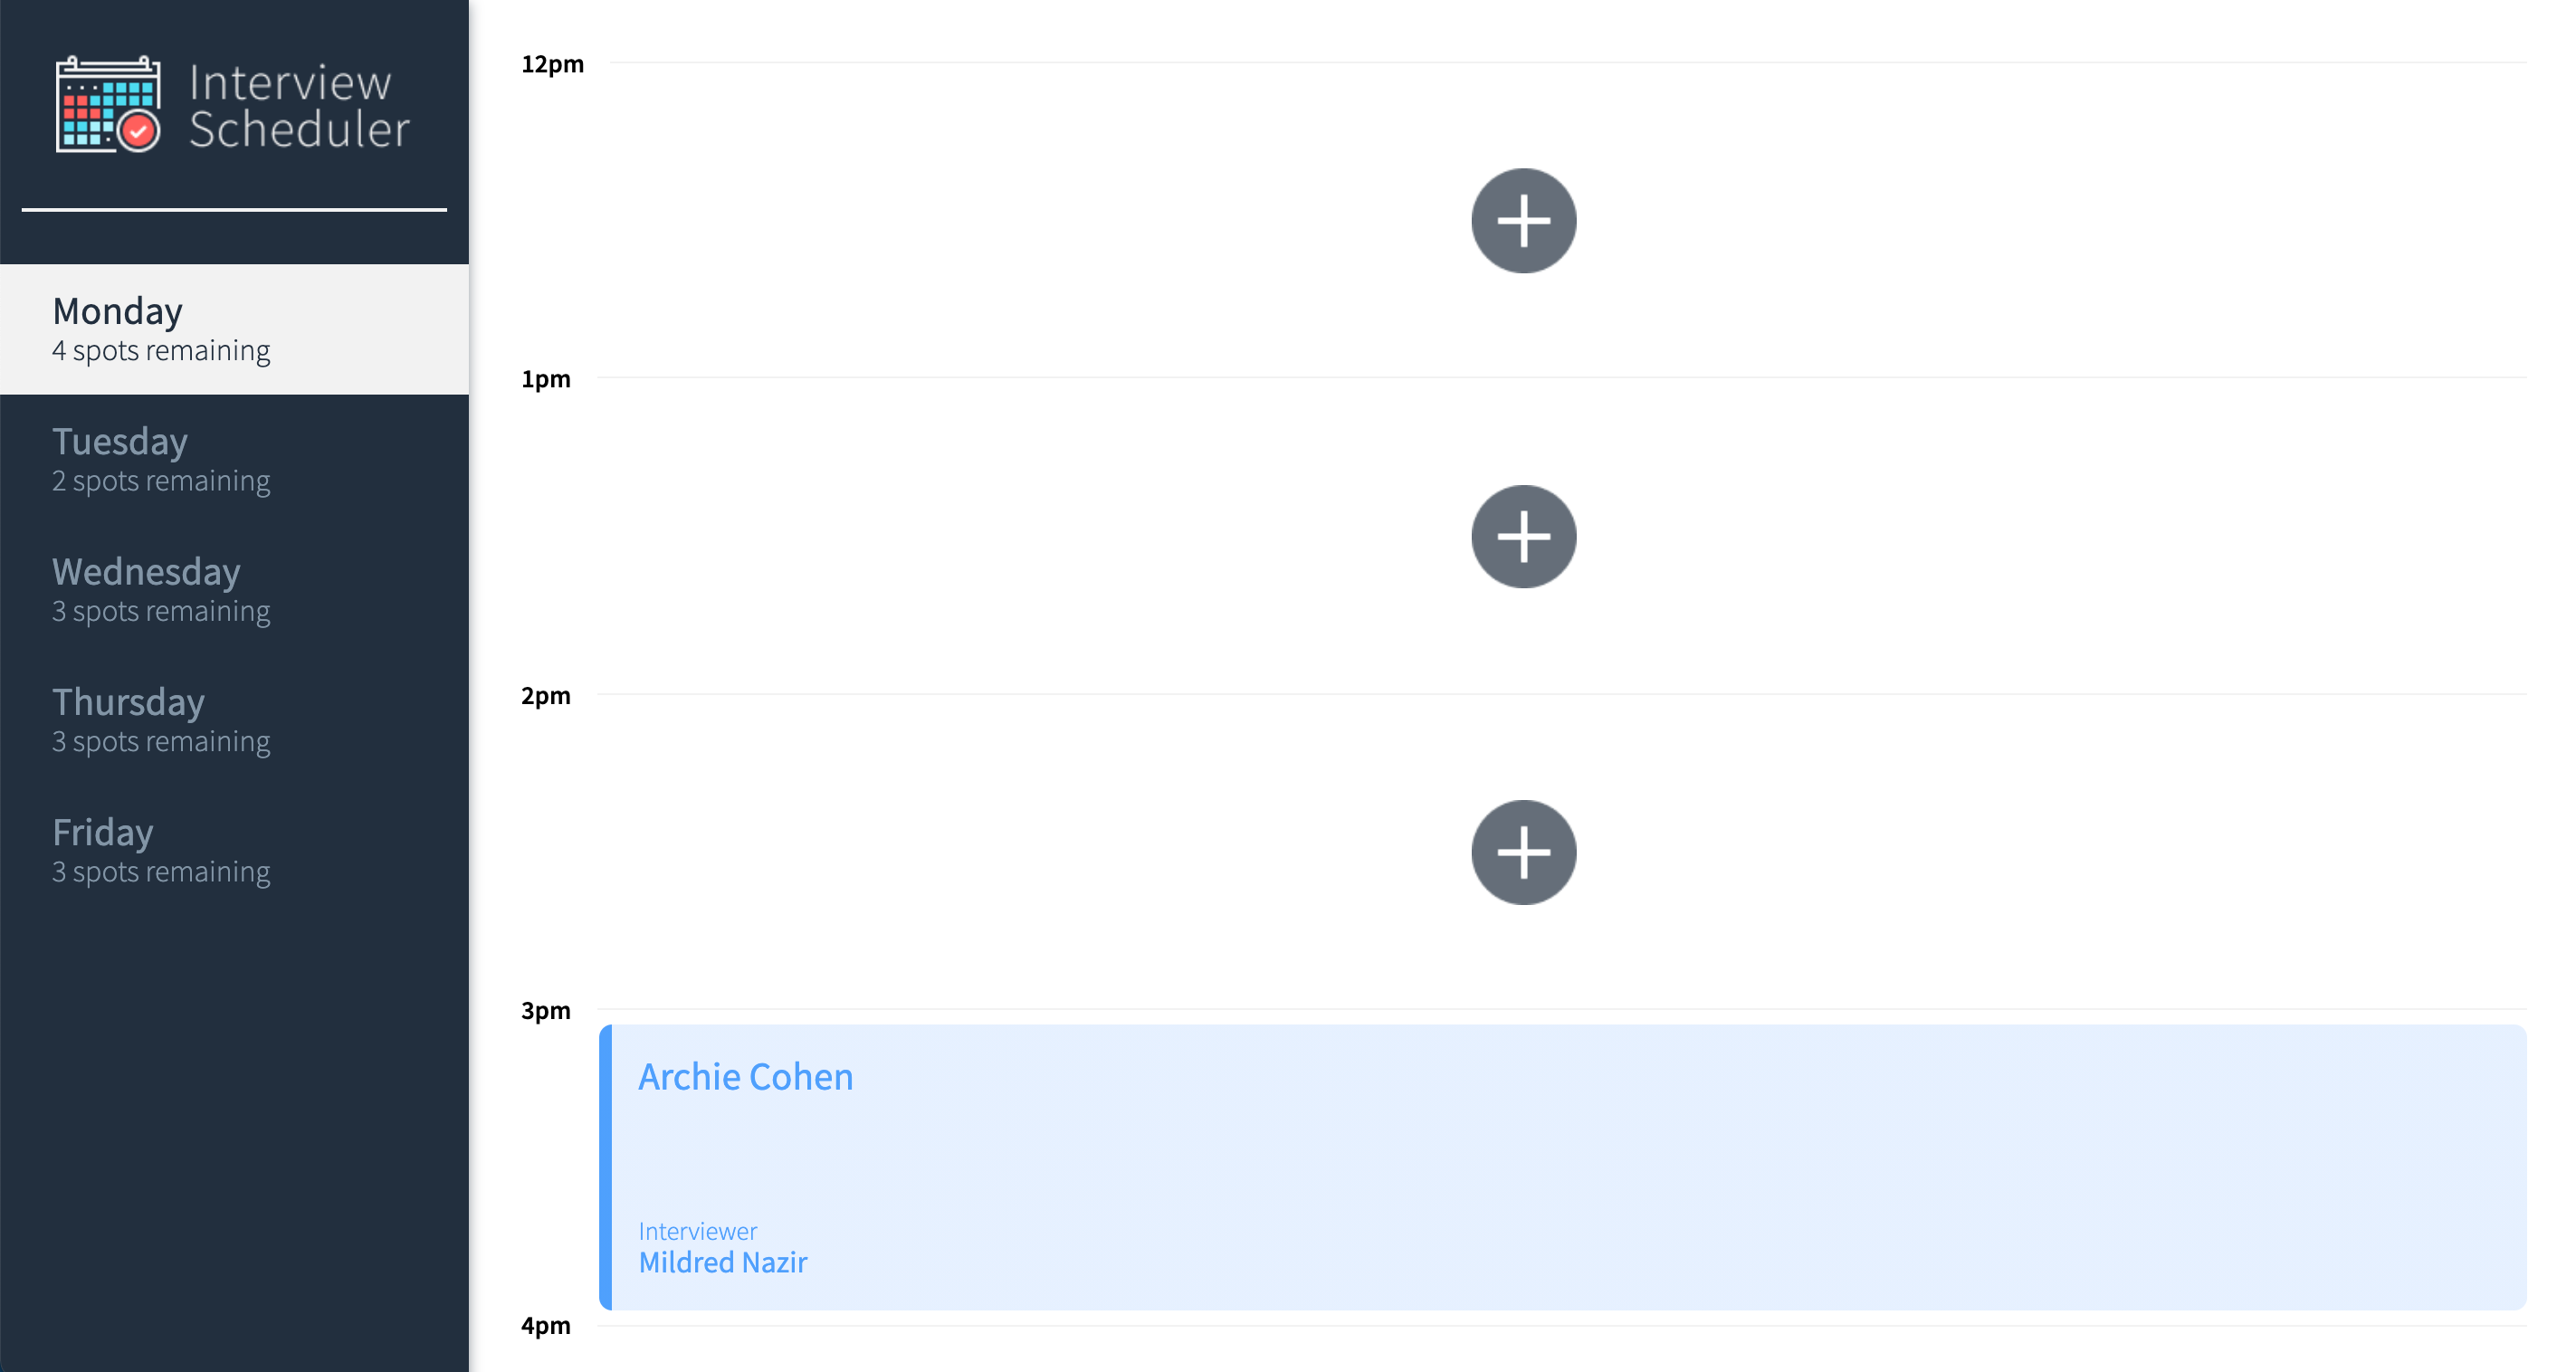 Interview
Scheduler
Monday
4 spots remaining
Tuesday
2 spots remaining
Wednesday
3 spots remaining
Thursday
3 spots remaining
Friday
3 spots remaining
12pm
1pm
2pm
3pm
Archie Cohen
Interviewer
Mildred Nazir
4pm